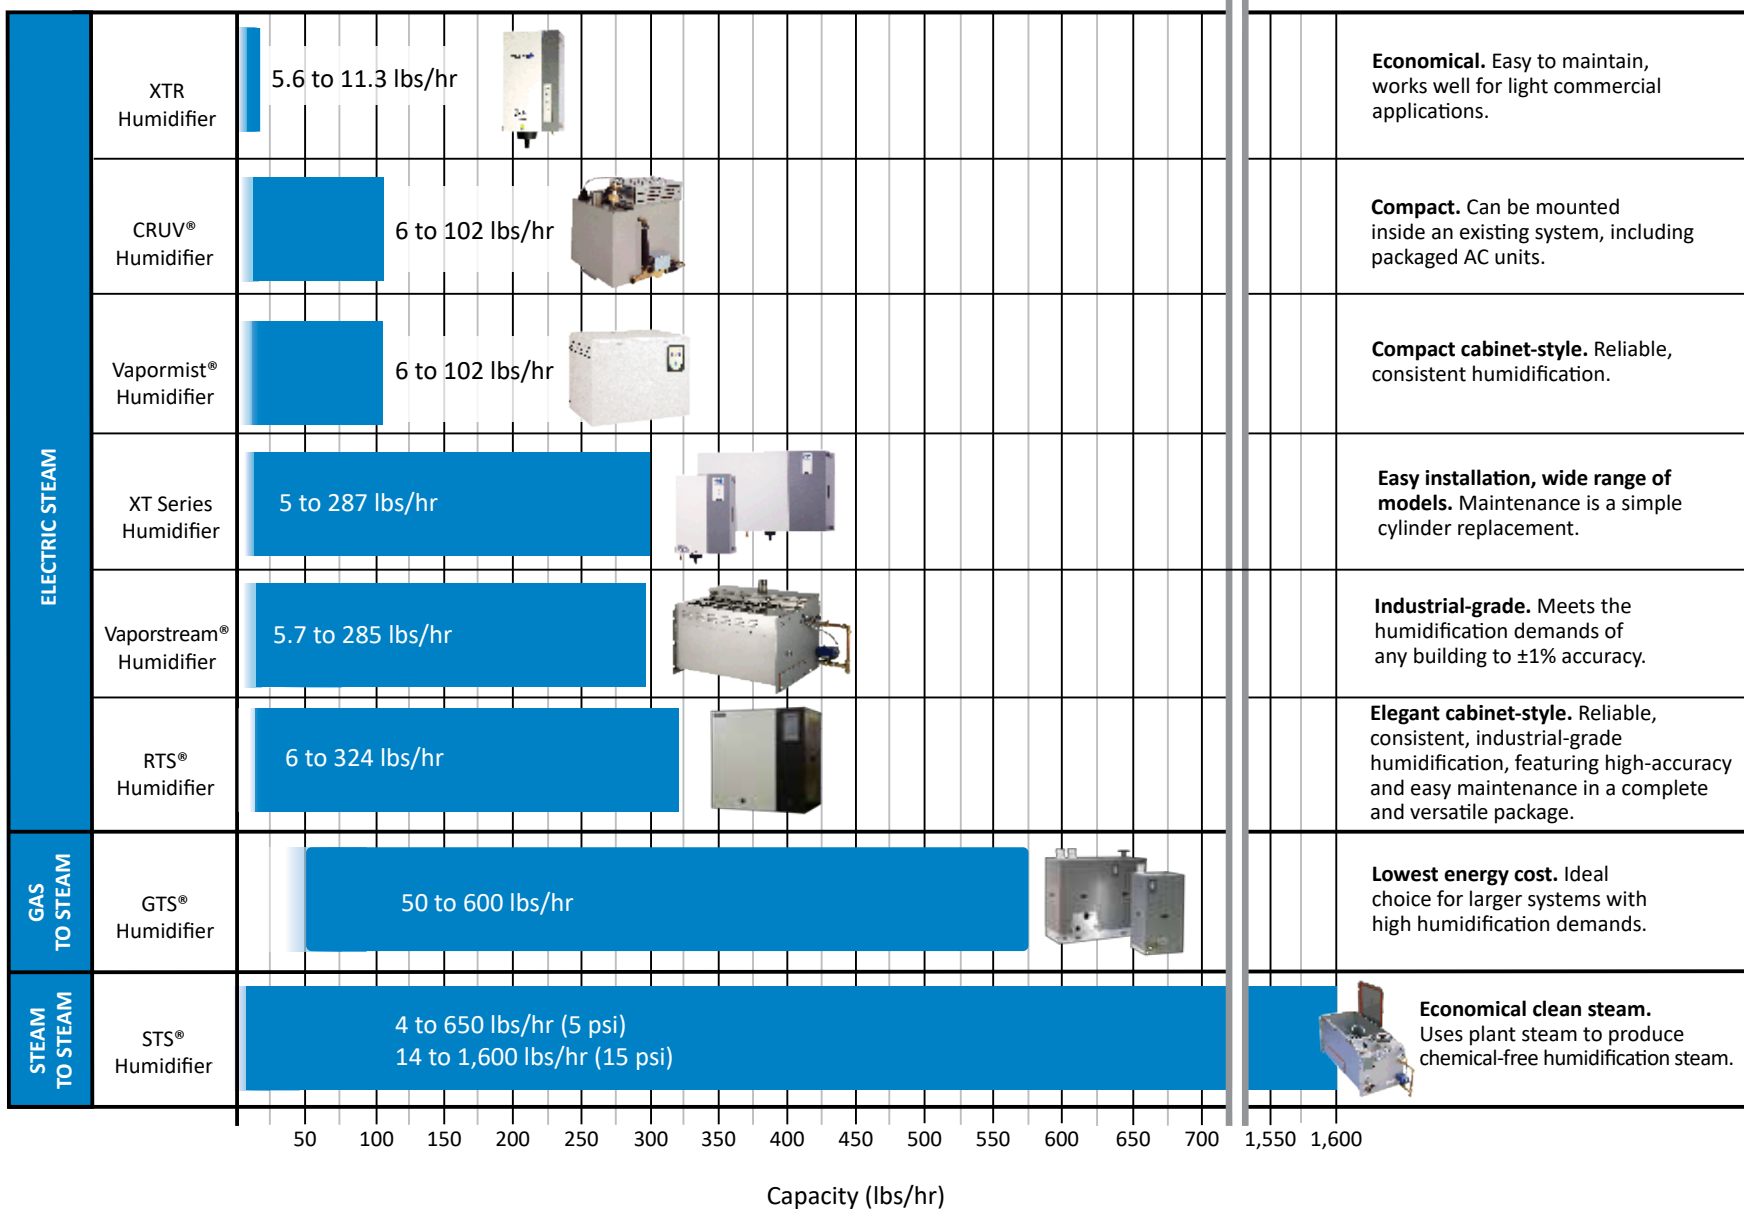 ELECTRIC STEAM
XTR
Humidifier
5.6 to 11.3 lbs/hr
Economical. Easy to maintain,
works well for light commercial
applications.
CRUV®
Humidifier
6 to 102 lbs/hr
Compact. Can be mounted
inside an existing system, including
packaged AC units.
Vapormist®
Humidifier
6 to 102 lbs/hr
Compact cabinet-style. Reliable,
consistent humidification.
XT Series
Humidifier
5 to 287 lbs/hr
Easy installation, wide range of
models. Maintenance is a simple
cylinder replacement.
Vaporstream®
Humidifier
5.7 to 285 lbs/hr
Industrial-grade. Meets the
humidification demands of
any building to ±1% accuracy.
RTS®
Humidifier
6 to 324 lbs/hr
Elegant cabinet-style. Reliable,
consistent, industrial-grade
humidification, featuring high-accuracy
and easy maintenance in a complete
and versatile package.
GAS
TO STEAM
GTS®
Humidifier
50 to 600 lbs/hr
Lowest energy cost. Ideal
choice for larger systems with
high humidification demands.
STEAM
TO STEAM
STS®
Humidifier
4 to 650 lbs/hr (5 psi)
14 to 1,600 lbs/hr (15 psi)
Economical clean steam.
Uses plant steam to produce
chemical-free humidification steam.
50 100 150 200 250 300 350 400 450 500 550 600 650 700 1,550 1,600
Capacity (lbs/hr)